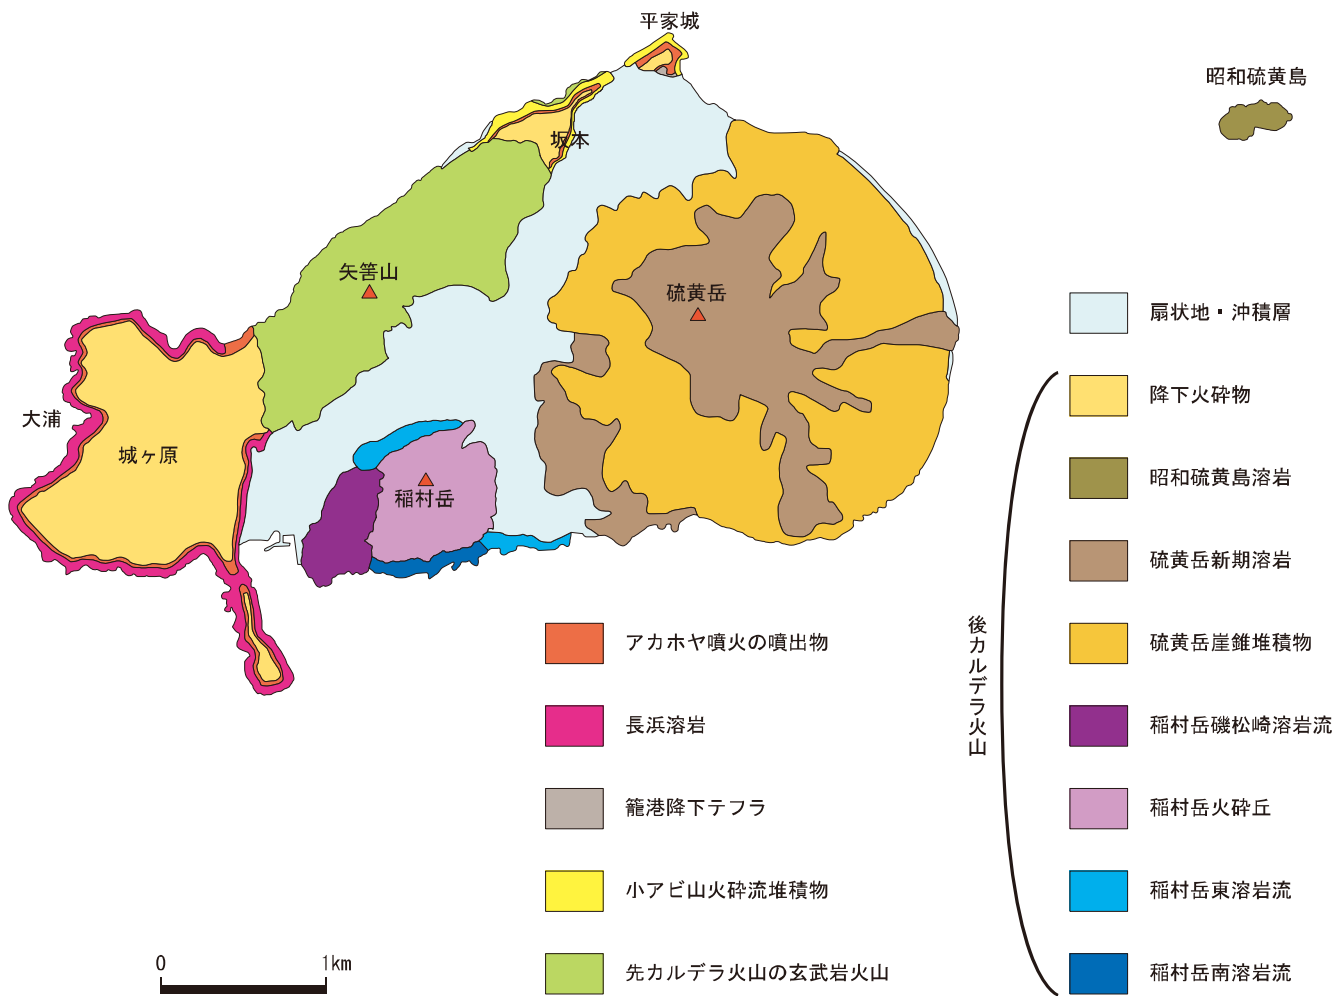 平家城
昭和硫黄島
坂本
矢筈山
硫黄岳
大浦
城ヶ原
稲村岳
扇状地・沖積層
降下火砕物
昭和硫黄島溶岩
硫黄岳新期溶岩
硫黄岳崖錐堆積物
稲村岳磯松崎溶岩流
稲村岳火砕丘
稲村岳東溶岩流
稲村岳南溶岩流
後カルデラ火山
アカホヤ噴火の噴出物
長浜溶岩
籠港降下テフラ
小アビ山火砕流堆積物
先カルデラ火山の玄武岩火山
0 1km